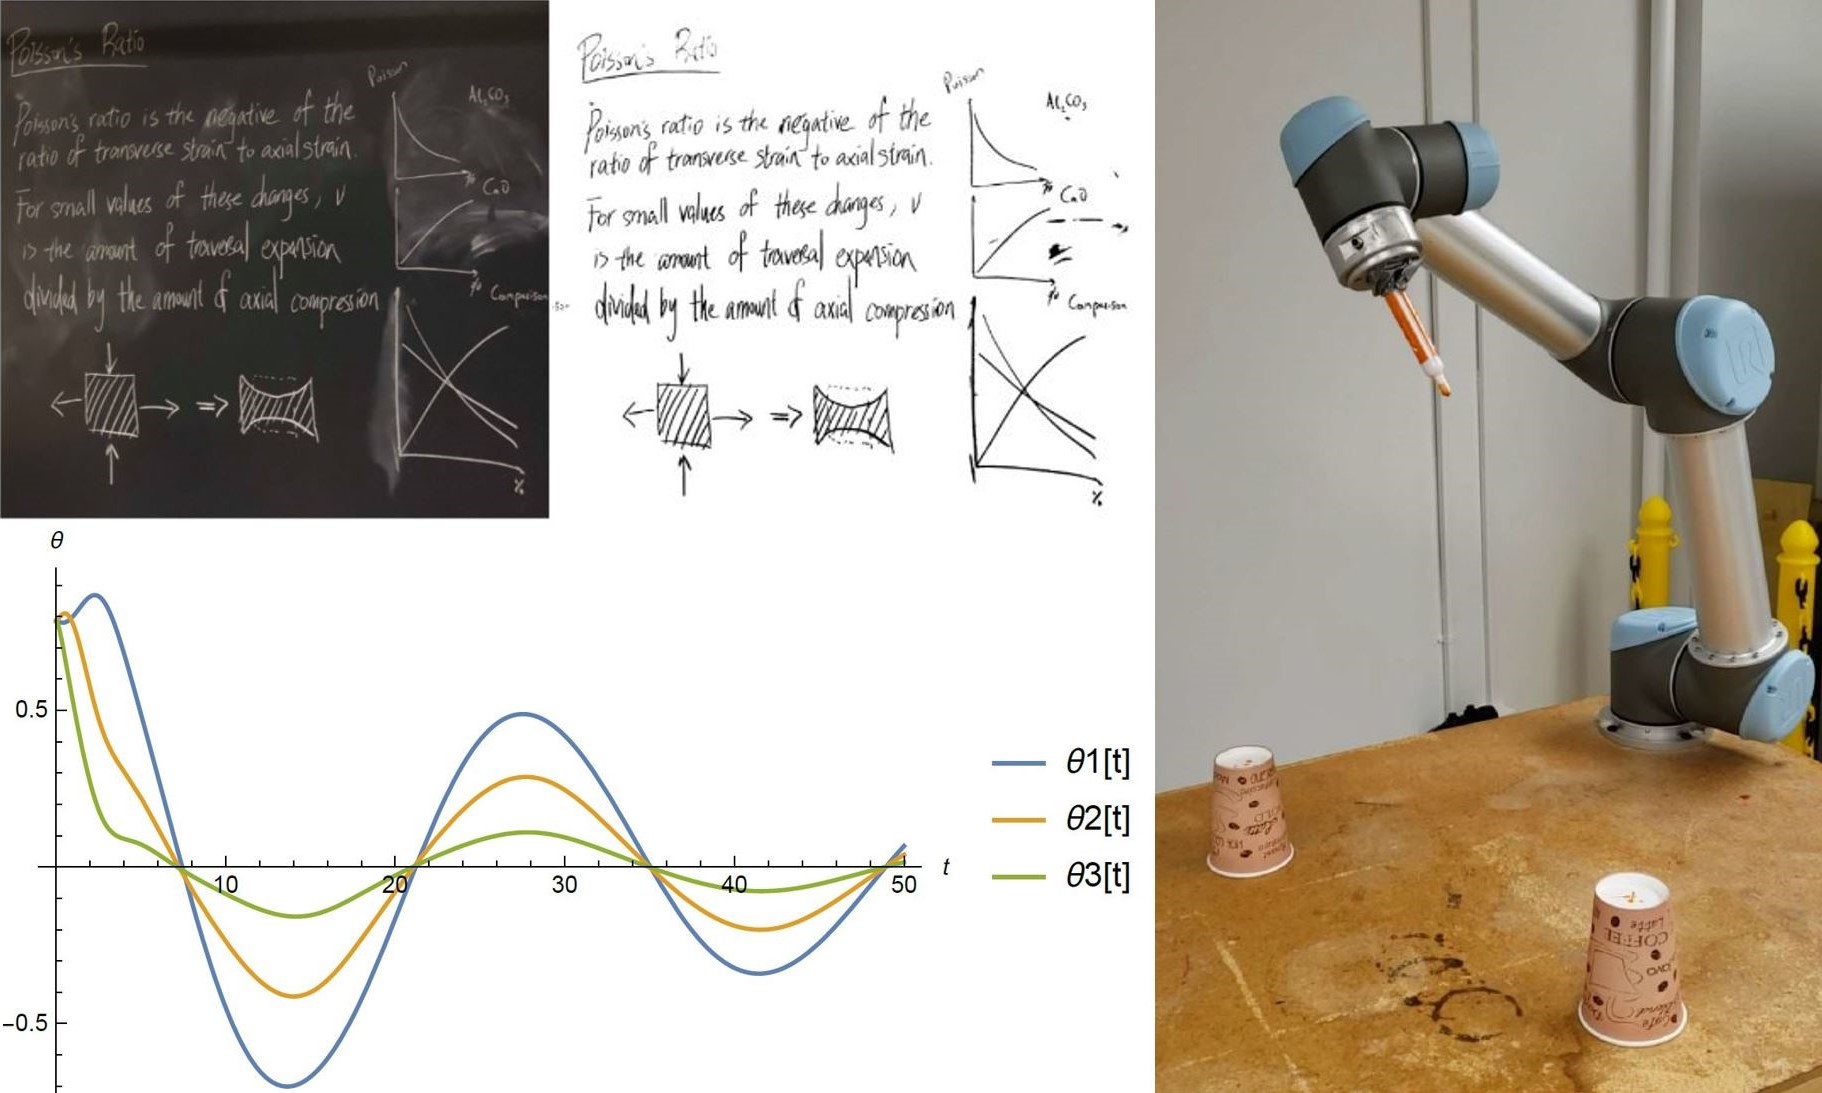 Poisson's Ratio
Poisson's ratio is the negative of the
ratio of transverse strain to axial strain.
For small values of these changes, ν
is the amount of traversal expansion
divided by the amount of axial compression
Poisson
Al₂CO₃
%
CaO
%
Comparison
%
Poisson's Ratio
Poisson's ratio is the negative of the
ratio of transverse strain to axial strain.
For small values of these changes, ν
is the amount of traversal expansion
divided by the amount of axial compression
Poisson
Al₂CO₃
%
CaO
%
Comparison
%
θ
0.5
-0.5
10
20
30
40
50
t
θ1[t]
θ2[t]
θ3[t]
Latte
COFFEE